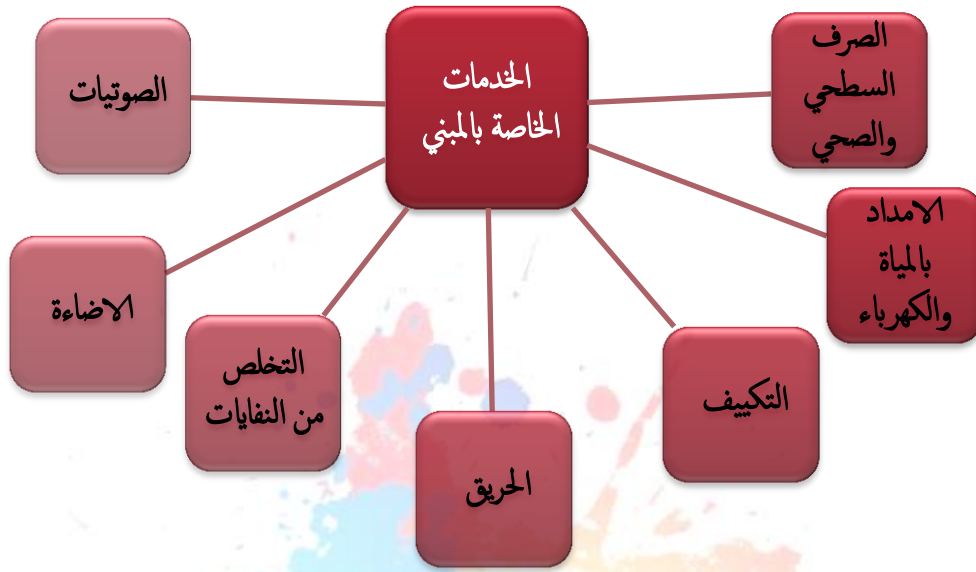 الخدمات
الخاصة بالمبني
الصرف
السطحي
والصحي
الامداد
بالمياة
والكهرباء
التكييف
الحريق
التخلص
من النفايات
الاضاءة
الصوتيات